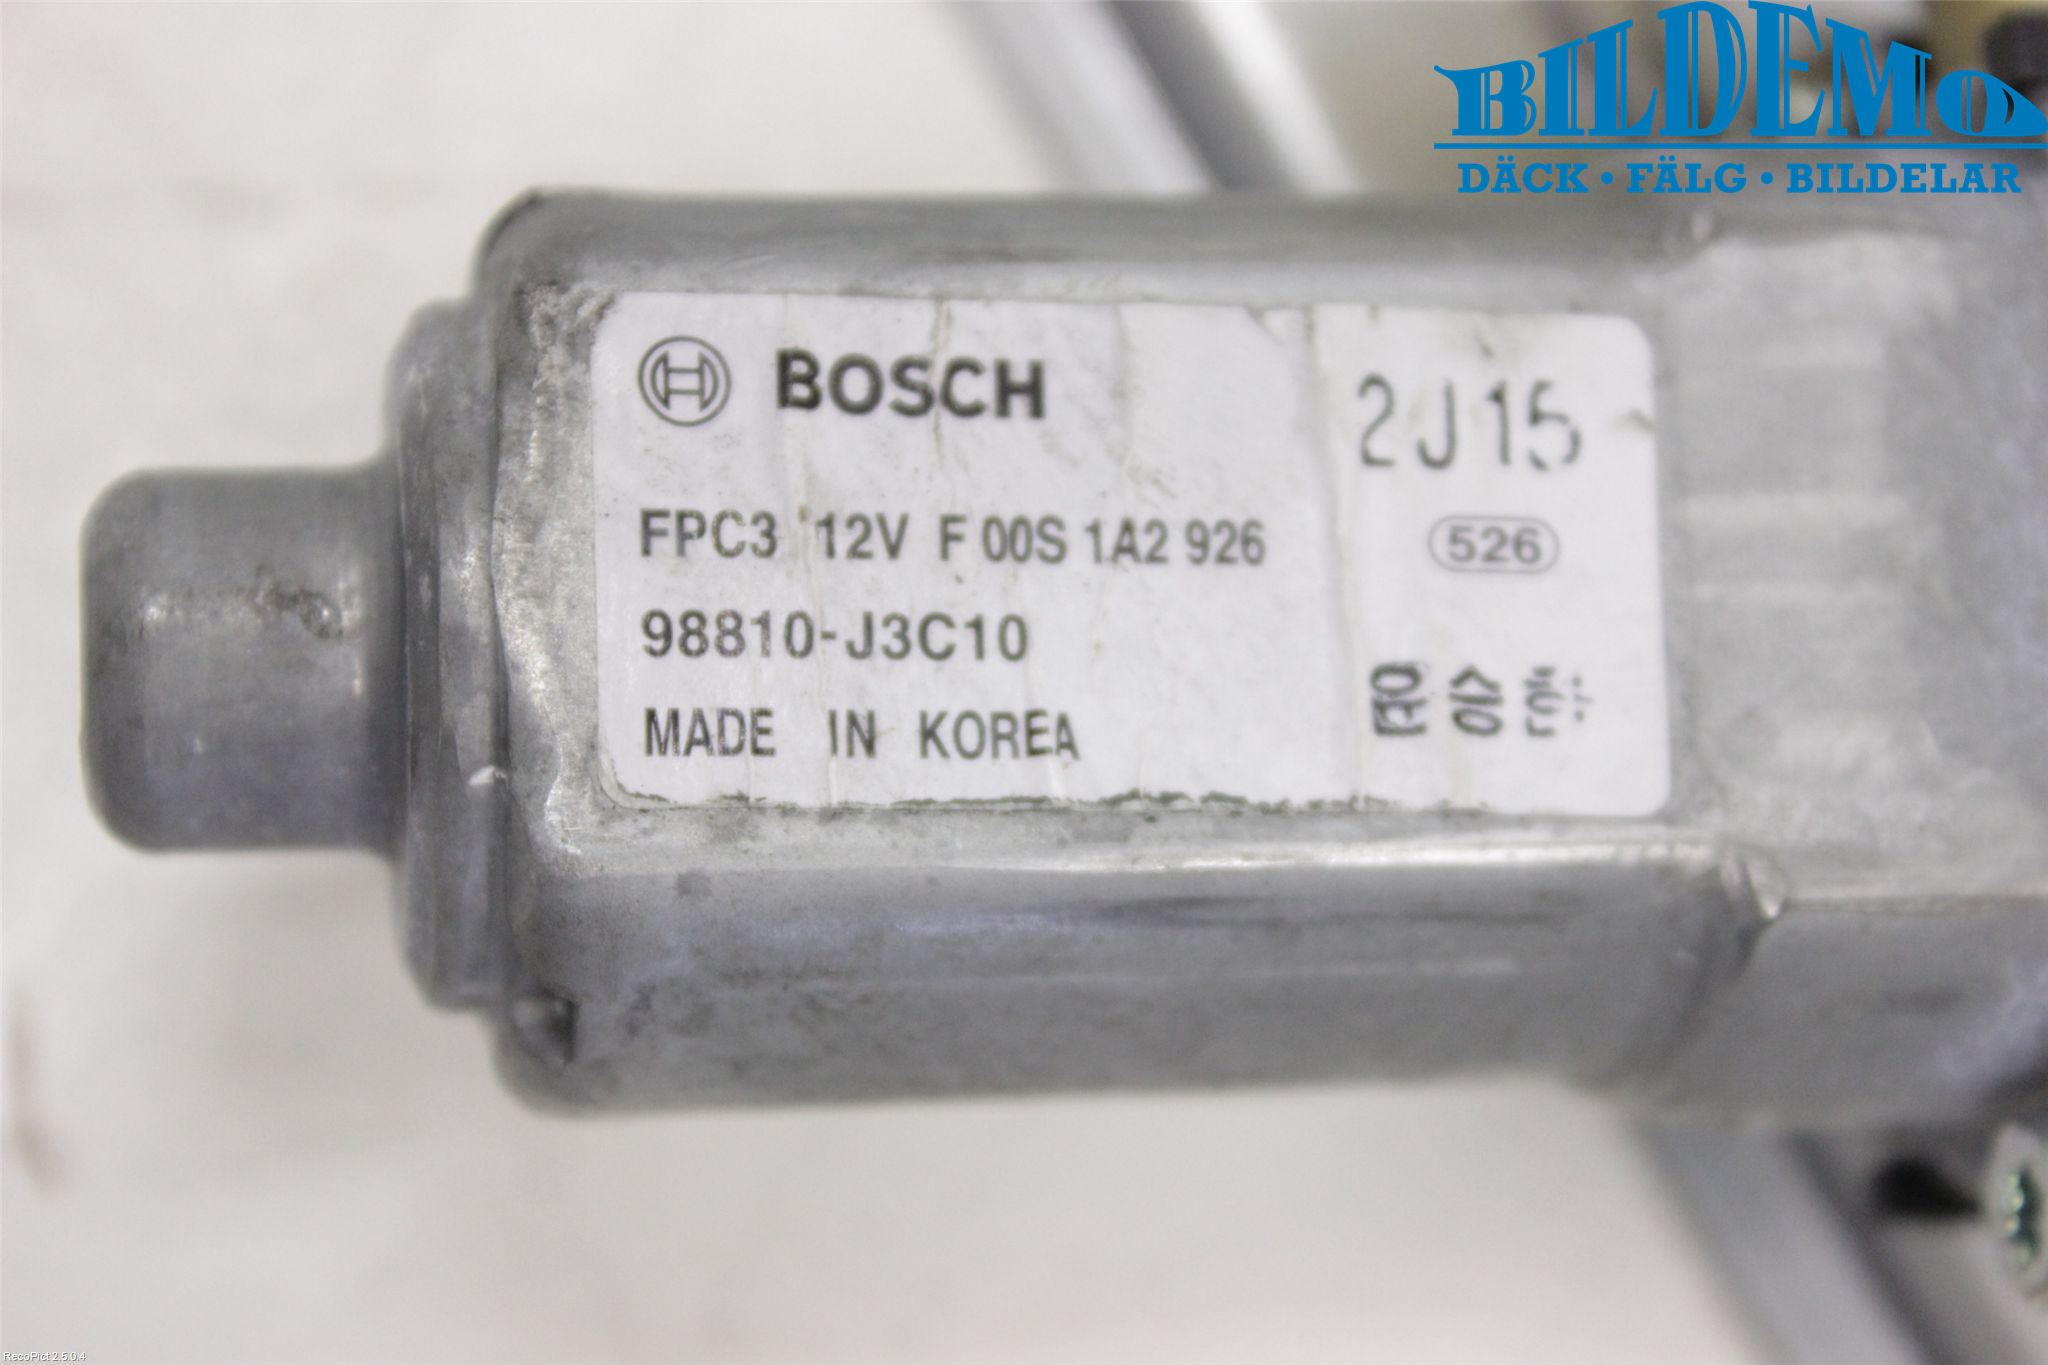 BILDEMO
DÄCK • FÄLG • BILDELAR
BOSCH
2J15
FPC3 12V F 00S 1A2 926
526
98810-J3C10
MADE IN KOREA
RecoPict 2.5.0.4